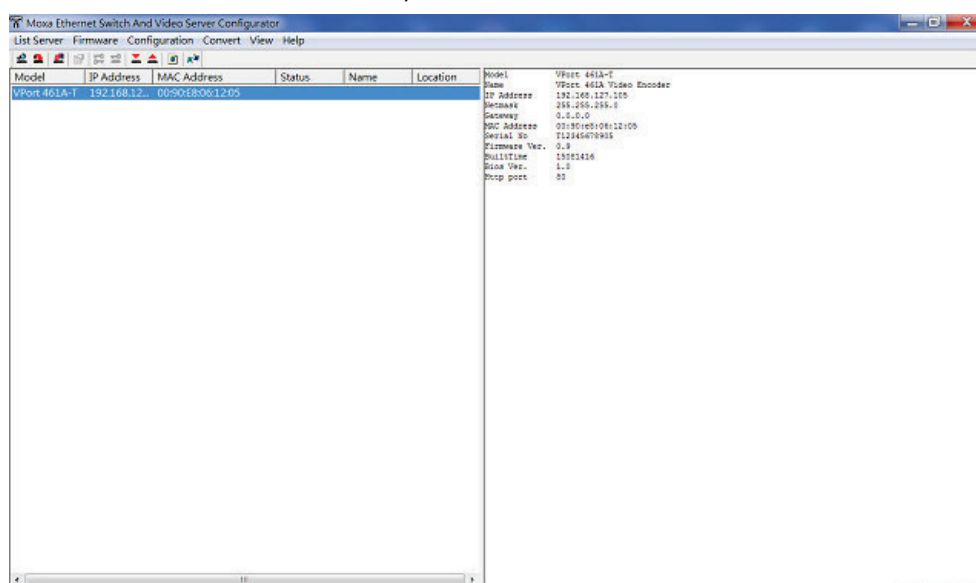 Moxa Ethernet Switch And Video Server Configurator
List Server Firmware Configuration Convert View Help
Model IP Address MAC Address Status Name Location
VPort 461A-T 192.168.12... 00:90:E8:06:12:05
Model VPort 461A-T
Name VPort 461A Video Encoder
IP Address 192.168.127.105
Netmask 255.255.255.0
Gateway 0.0.0.0
MAC Address 00:90:e8:06:12:05
Serial No T12345678905
Firmware Ver. 0.9
BuiltTime 15081416
Bios Ver. 1.0
Http port 80